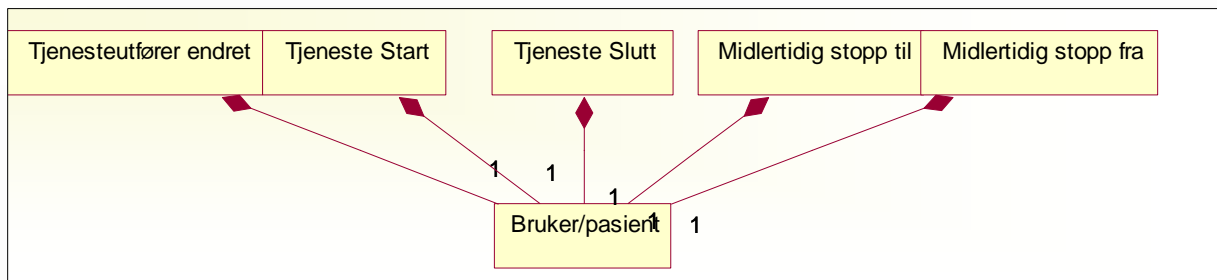 Tjenesteutfører endret
Tjeneste Start
Tjeneste Slutt
Midlertidig stopp til
Midlertidig stopp fra
1
1
1
1
1
Bruker/pasient